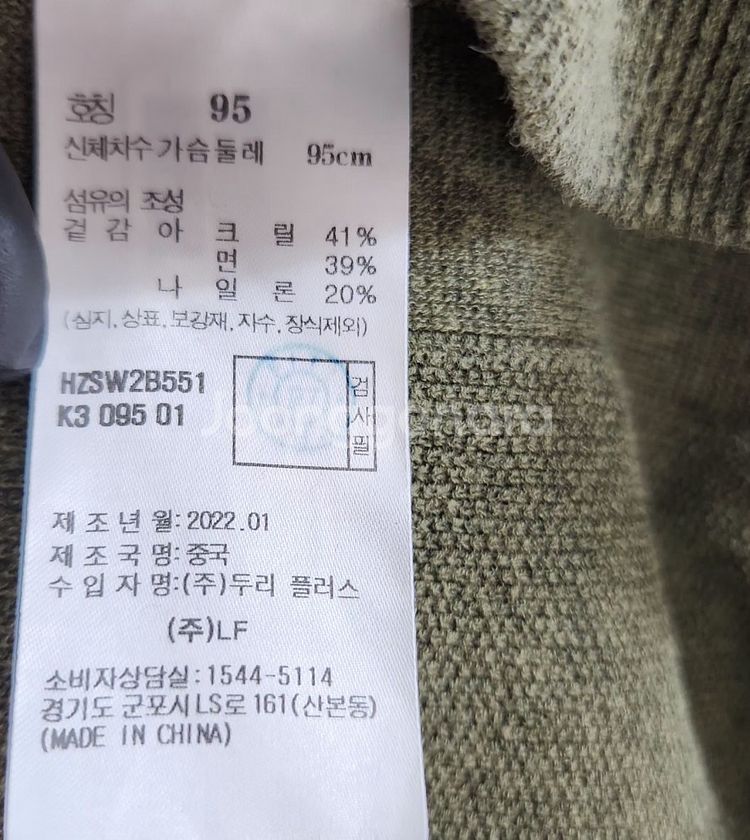 호칭 95
신체치수 가슴둘레 95cm
섬유의 조성
겉감 아크릴 41%
면 39%
나일론 20%
(심지, 상표, 보강재, 자수, 장식제외)
HZSW2B551
K3 095 01
검사필
Joonggonara
제조년월: 2022.01
제조국명: 중국
수입자명: (주)두리 플러스
(주)LF
소비자상담실: 1544-5114
경기도 군포시 LS로 161(산본동)
(MADE IN CHINA)